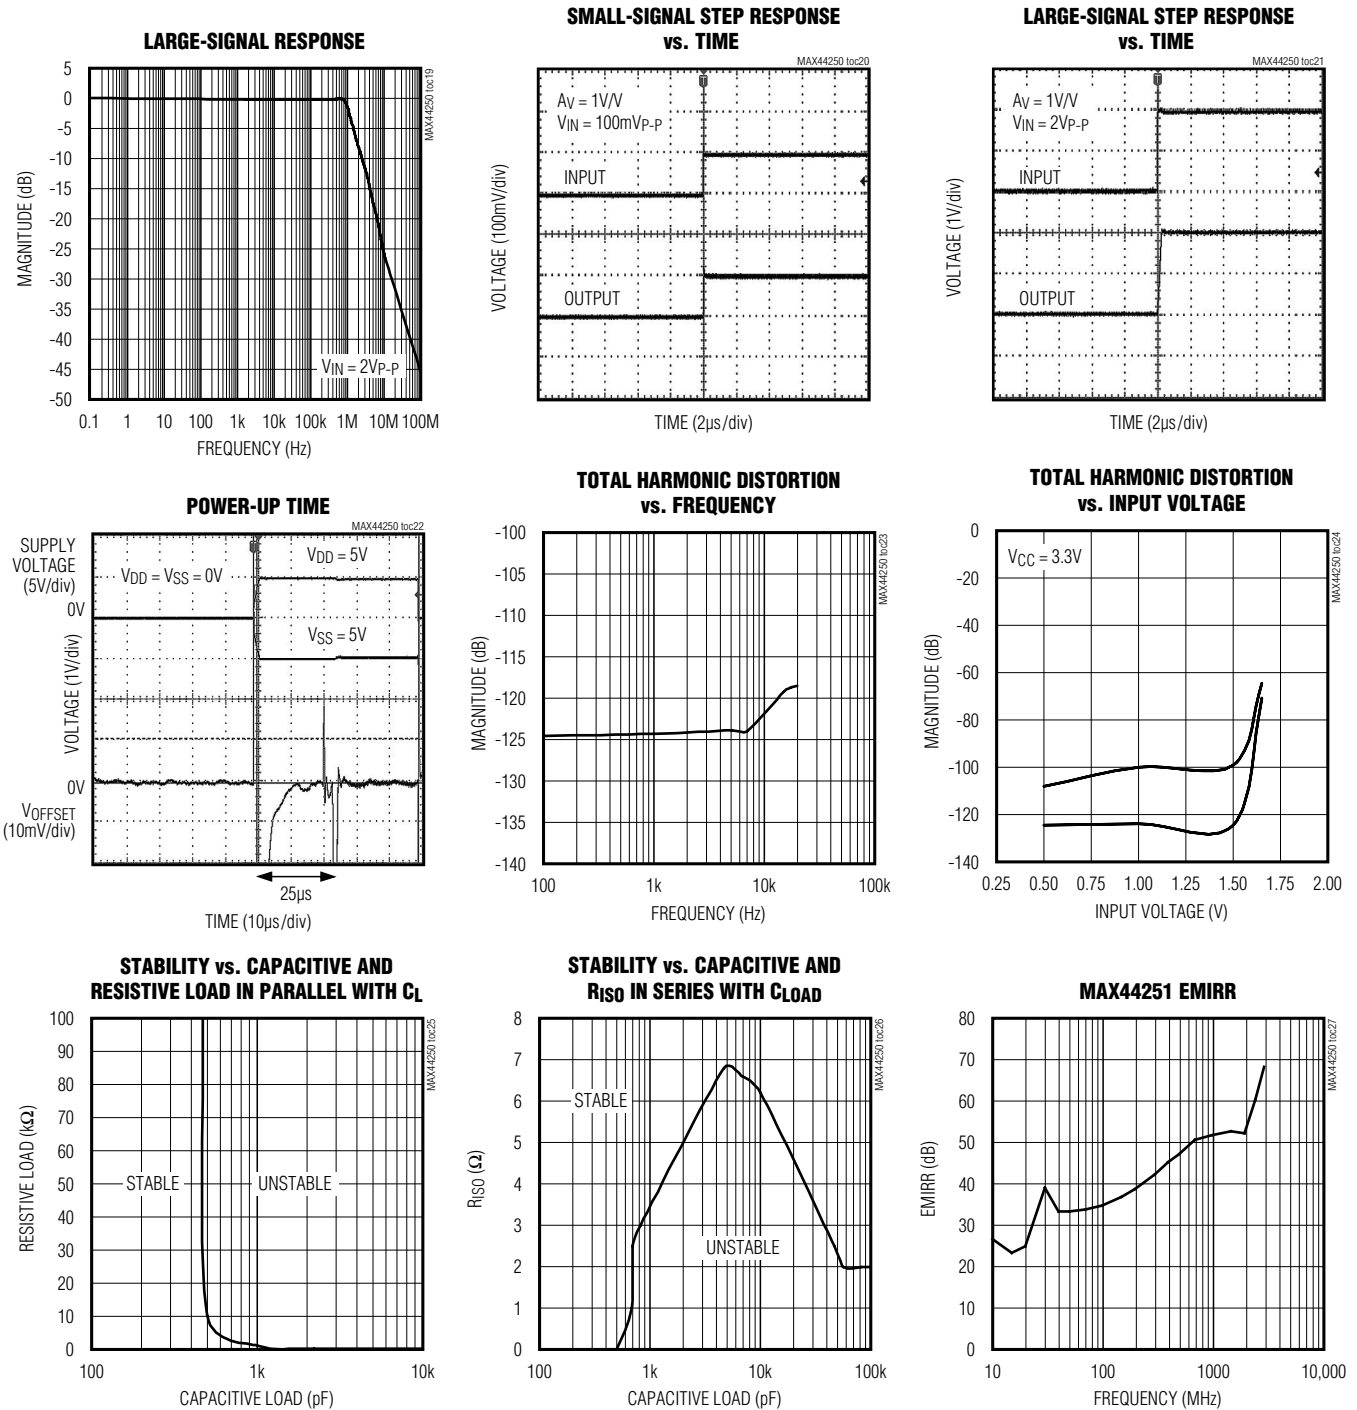 LARGE-SIGNAL RESPONSE
MAX44250 toc19
MAGNITUDE (dB)
5
0
-5
-10
-15
-20
-25
-30
-35
-40
-45
-50
VIN = 2VP-P
0.1 1 10 100 1k 10k 100k 1M 10M 100M
FREQUENCY (Hz)
SMALL-SIGNAL STEP RESPONSE
vs. TIME
MAX44250 toc20
VOLTAGE (100mV/div)
AV = 1V/V
VIN = 100mVP-P
INPUT
OUTPUT
TIME (2µs/div)
LARGE-SIGNAL STEP RESPONSE
vs. TIME
MAX44250 toc21
VOLTAGE (1V/div)
AV = 1V/V
VIN = 2VP-P
INPUT
OUTPUT
TIME (2µs/div)
POWER-UP TIME
MAX44250 toc22
SUPPLY
VOLTAGE
(5V/div)
0V
VOLTAGE (1V/div)
0V
VOFFSET
(10mV/div)
VDD = VSS = 0V
VDD = 5V
VSS = 5V
25µs
TIME (10µs/div)
TOTAL HARMONIC DISTORTION
vs. FREQUENCY
MAX44250 toc23
MAGNITUDE (dB)
-100
-105
-110
-115
-120
-125
-130
-135
-140
100 1k 10k 100k
FREQUENCY (Hz)
TOTAL HARMONIC DISTORTION
vs. INPUT VOLTAGE
MAX44250 toc24
MAGNITUDE (dB)
0
-20
-40
-60
-80
-100
-120
-140
VCC = 3.3V
0.25 0.50 0.75 1.00 1.25 1.50 1.75 2.00
INPUT VOLTAGE (V)
STABILITY vs. CAPACITIVE AND
RESISTIVE LOAD IN PARALLEL WITH CL
MAX44250 toc25
RESISTIVE LOAD (kΩ)
100
90
80
70
60
50
40
30
20
10
0
STABLE
UNSTABLE
100 1k 10k
CAPACITIVE LOAD (pF)
STABILITY vs. CAPACITIVE AND
RISO IN SERIES WITH CLOAD
MAX44250 toc26
RISO (Ω)
8
7
6
5
4
3
2
1
0
STABLE
UNSTABLE
100 1k 10k 100k
CAPACITIVE LOAD (pF)
MAX44251 EMIRR
MAX44250 toc27
EMIRR (dB)
80
70
60
50
40
30
20
10
0
10 100 1000 10,000
FREQUENCY (MHz)